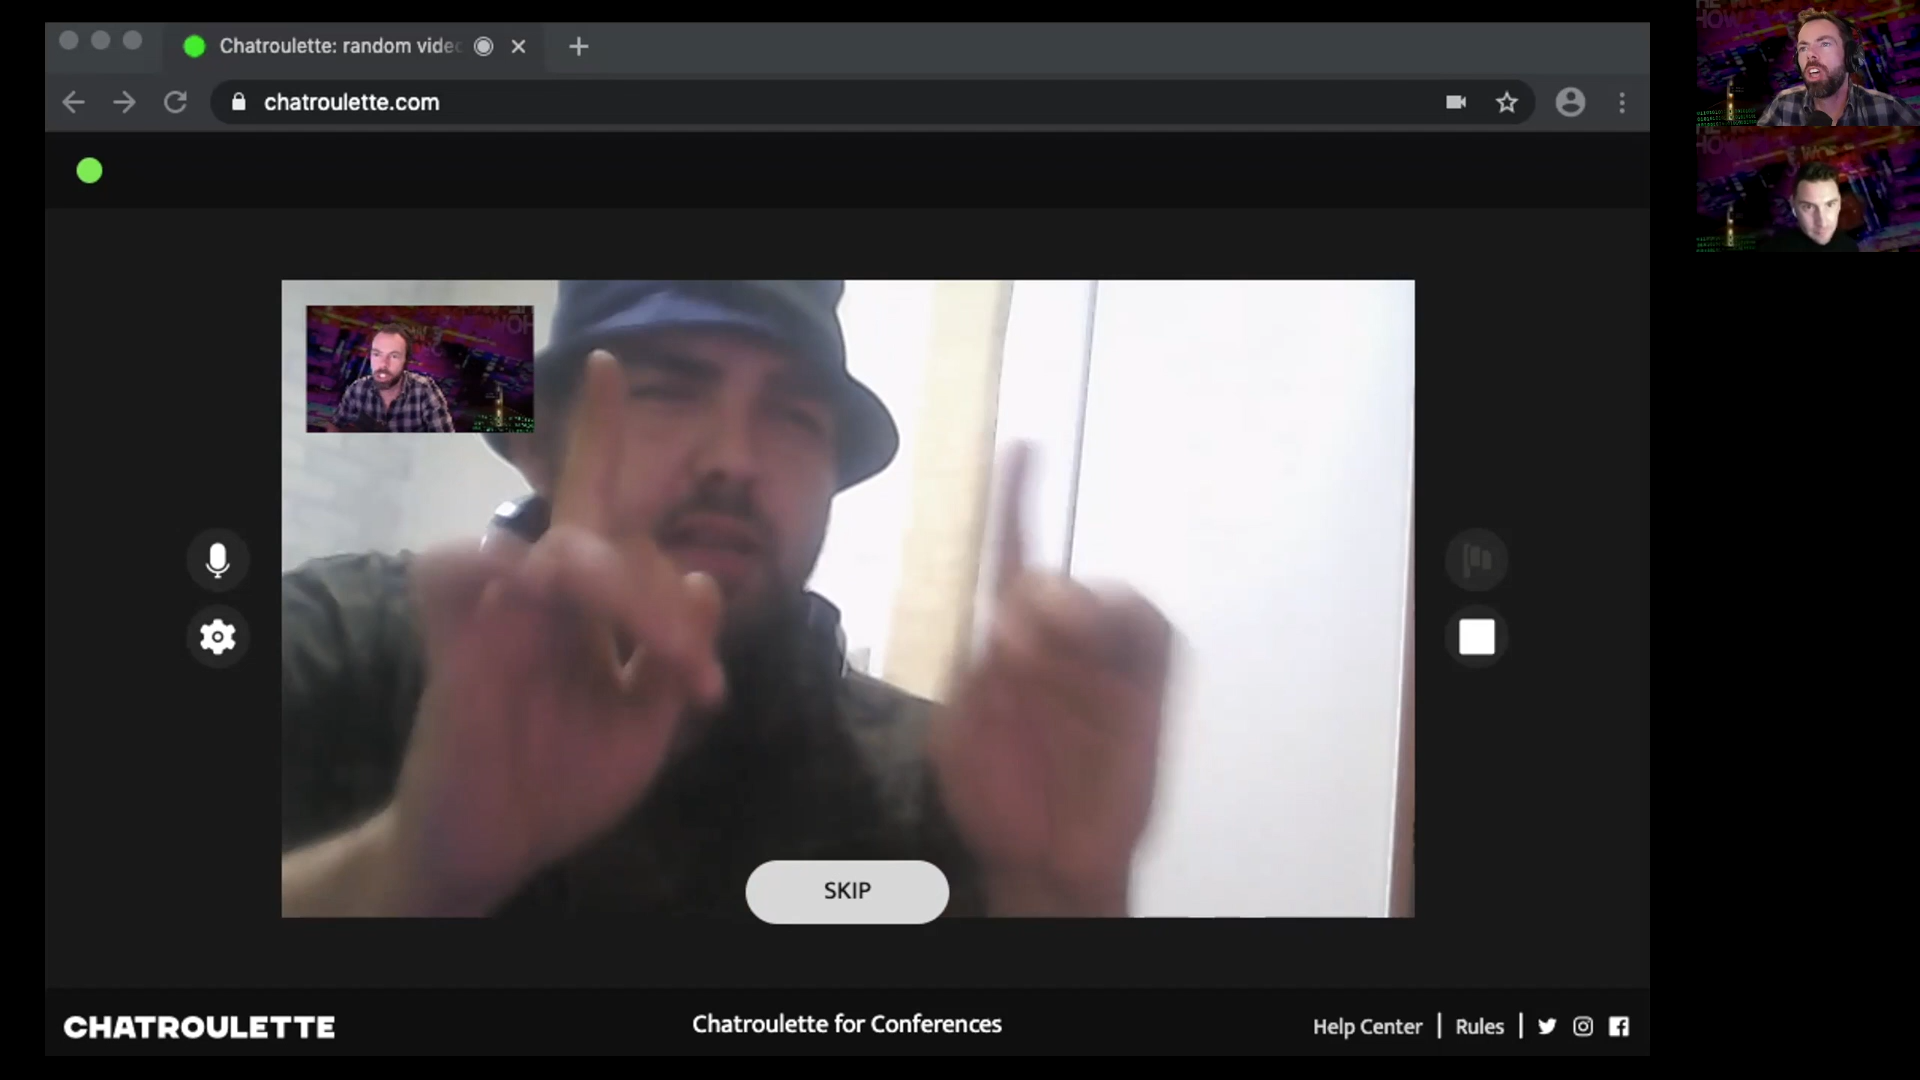 Chatroulette: random vide
chatroulette.com
SKIP
CHATROULETTE
Chatroulette for Conferences
Help Center | Rules |